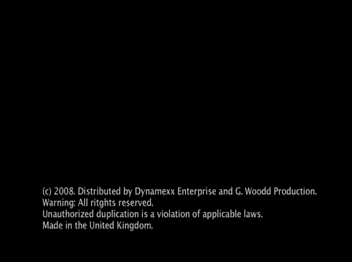 (c) 2008. Distributed by Dynamexx Enterprise and G. Woodd Production.
Warning: All ritghts reserved.
Unauthorized duplication is a violation of applicable laws.
Made in the United Kingdom.